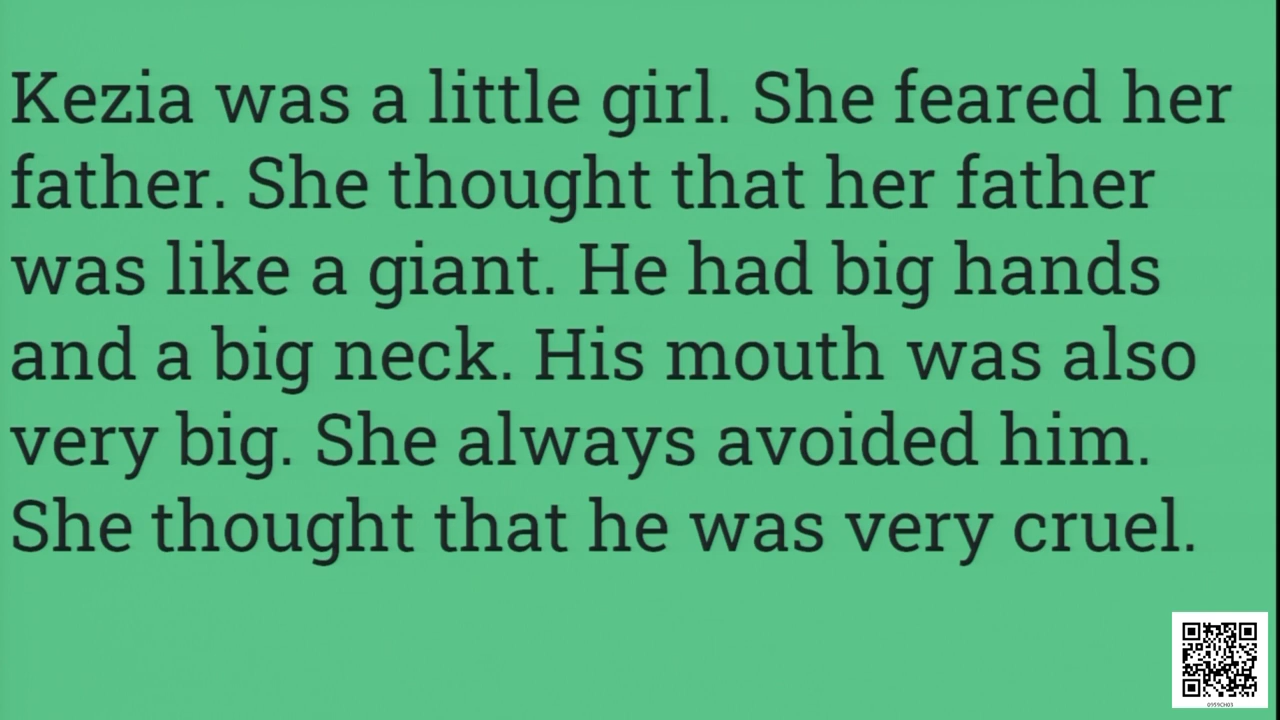 Kezia was a little girl. She feared her
father. She thought that her father
was like a giant. He had big hands
and a big neck. His mouth was also
very big. She always avoided him.
She thought that he was very cruel.
0959CH03